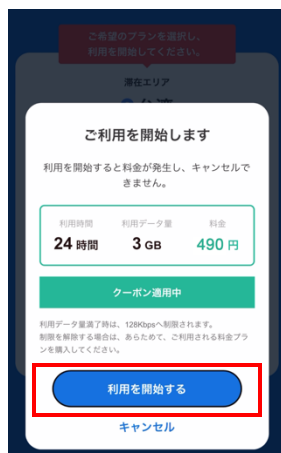 ご希望のプランを選択し、
利用を開始してください。
滞在エリア
台湾
ご利用を開始します
利用を開始すると料金が発生し、キャンセルで
きません。
利用時間 利用データ量 料金
24 時間 3 GB 490 円
クーポン適用中
利用データ量満了時は、128Kbpsへ制限されます。
制限を解除する場合は、あらためて、ご利用される料金プラ
ンを購入してください。
利用を開始する
キャンセル